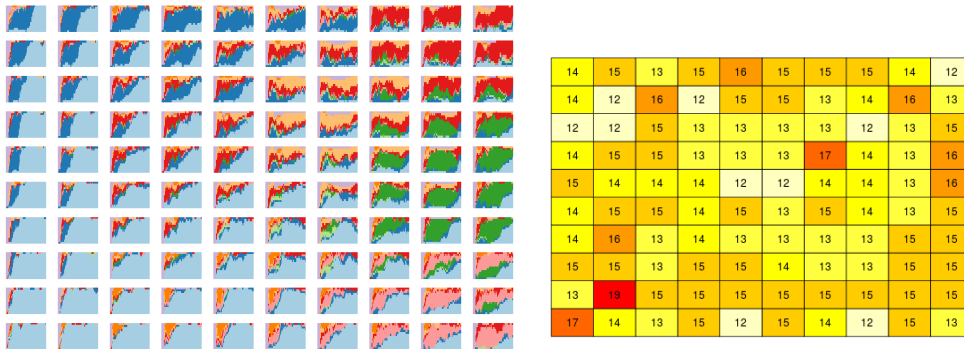 14 15 13 15 16 15 15 15 14 12
14 12 16 12 15 15 13 14 16 13
12 12 15 13 13 13 13 12 13 15
14 15 15 13 13 13 17 14 13 16
15 14 14 14 12 12 14 14 13 16
14 15 15 14 15 13 15 14 13 15
14 16 13 14 13 13 13 13 15 15
15 15 13 15 15 14 13 13 15 15
13 19 15 15 15 15 15 15 15 15
17 14 13 15 12 15 14 12 15 13